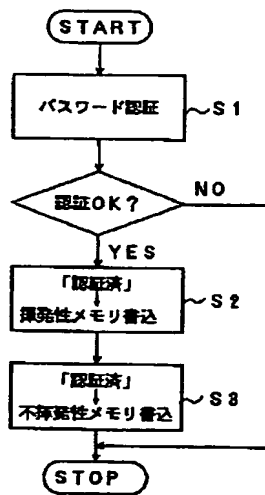 START
パスワード認証
S1
認証OK?
NO
YES
「認証済」
↓
揮発性メモリ書込
S2
「認証済」
↓
不揮発性メモリ書込
S3
STOP